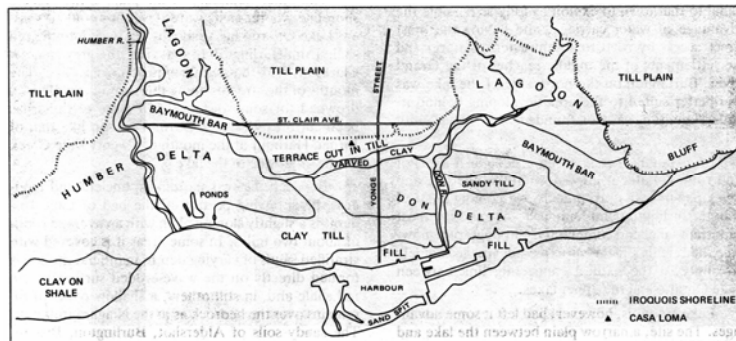 HUMBER R.
LAGOON
TILL PLAIN
TILL PLAIN
STREET
LAGOON
TILL PLAIN
BAYMOUTH BAR
ST. CLAIR AVE.
TERRACE CUT IN TILL
VARVED CLAY
BAYMOUTH BAR
BLUFF
HUMBER DELTA
YONGE
DON R.
SANDY TILL
PONDS
DON DELTA
CLAY TILL
FILL
FILL
CLAY ON
SHALE
HARBOUR
SAND SPIT
IROQUOIS SHORELINE
CASA LOMA